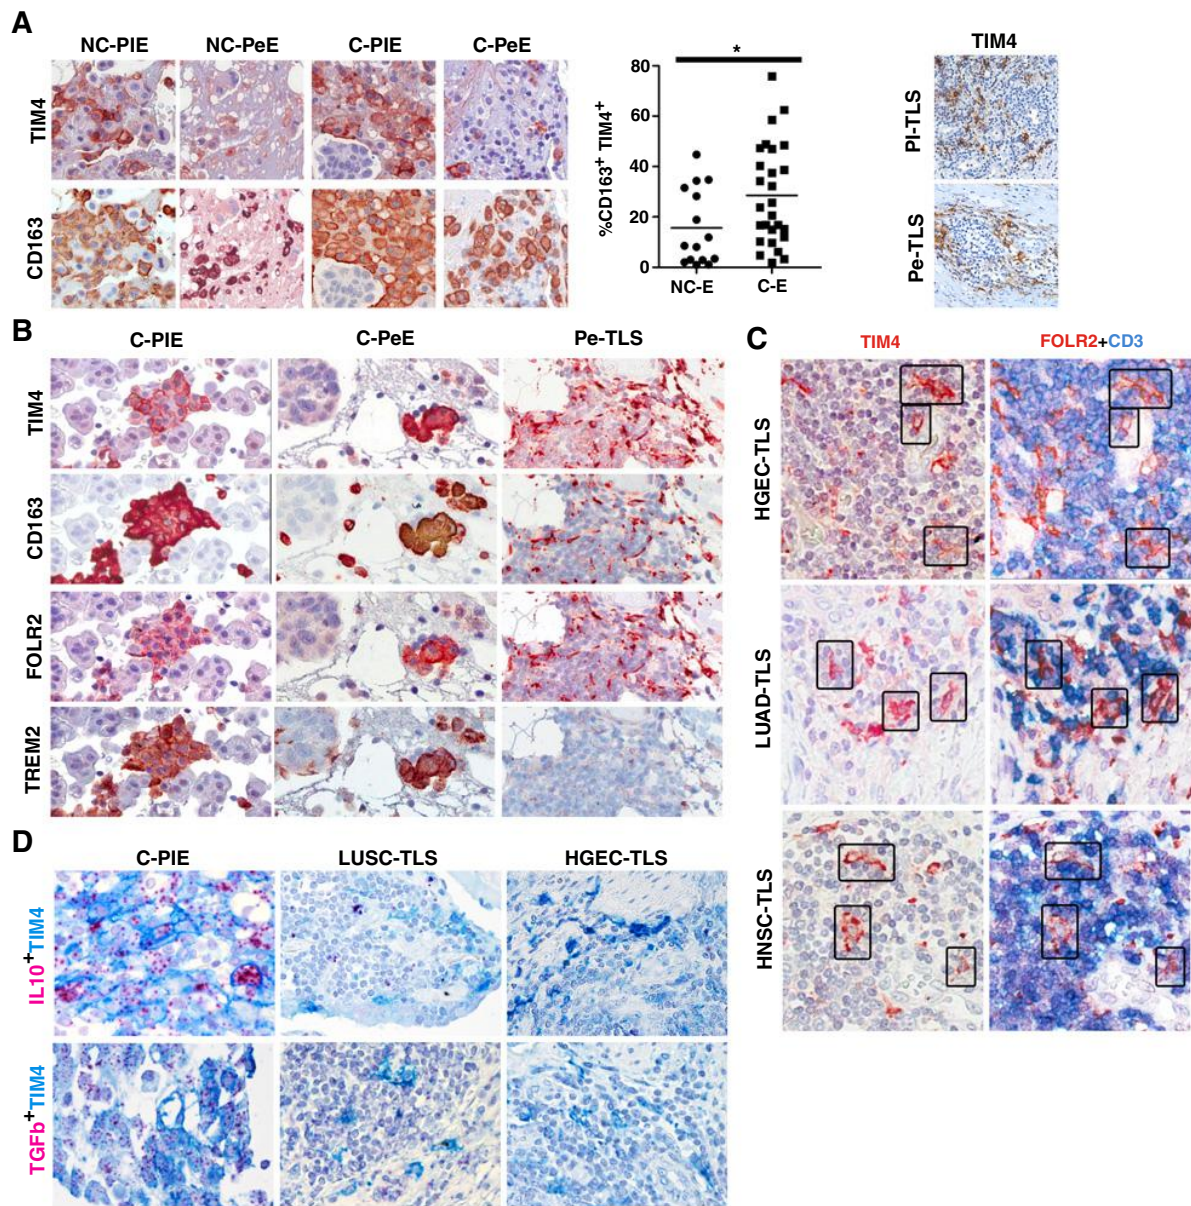 A
NC-PIE
NC-PeE
C-PIE
C-PeE
TIM4
CD163
%CD163+ TIM4+
80
60
40
20
0
*
NC-E
C-E
TIM4
PI-TLS
Pe-TLS
B
C-PIE
C-PeE
Pe-TLS
TIM4
CD163
FOLR2
TREM2
C
TIM4
FOLR2+CD3
HGEC-TLS
LUAD-TLS
HNSC-TLS
D
C-PIE
LUSC-TLS
HGEC-TLS
IL10+TIM4
TGFb+TIM4